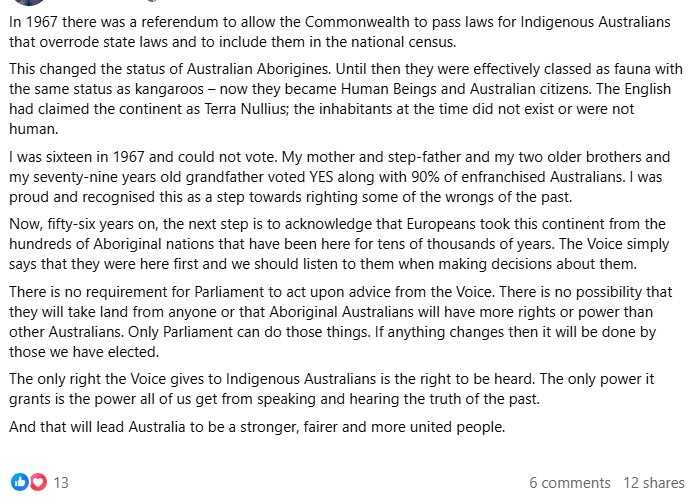 In 1967 there was a referendum to allow the Commonwealth to pass laws for Indigenous Australians
that overrode state laws and to include them in the national census.
This changed the status of Australian Aborigines. Until then they were effectively classed as fauna with
the same status as kangaroos – now they became Human Beings and Australian citizens. The English
had claimed the continent as Terra Nullius; the inhabitants at the time did not exist or were not
human.
I was sixteen in 1967 and could not vote. My mother and step-father and my two older brothers and
my seventy-nine years old grandfather voted YES along with 90% of enfranchised Australians. I was
proud and recognised this as a step towards righting some of the wrongs of the past.
Now, fifty-six years on, the next step is to acknowledge that Europeans took this continent from the
hundreds of Aboriginal nations that have been here for tens of thousands of years. The Voice simply
says that they were here first and we should listen to them when making decisions about them.
There is no requirement for Parliament to act upon advice from the Voice. There is no possibility that
they will take land from anyone or that Aboriginal Australians will have more rights or power than
other Australians. Only Parliament can do those things. If anything changes then it will be done by
those we have elected.
The only right the Voice gives to Indigenous Australians is the right to be heard. The only power it
grants is the power all of us get from speaking and hearing the truth of the past.
And that will lead Australia to be a stronger, fairer and more united people.
13 6 comments 12 shares